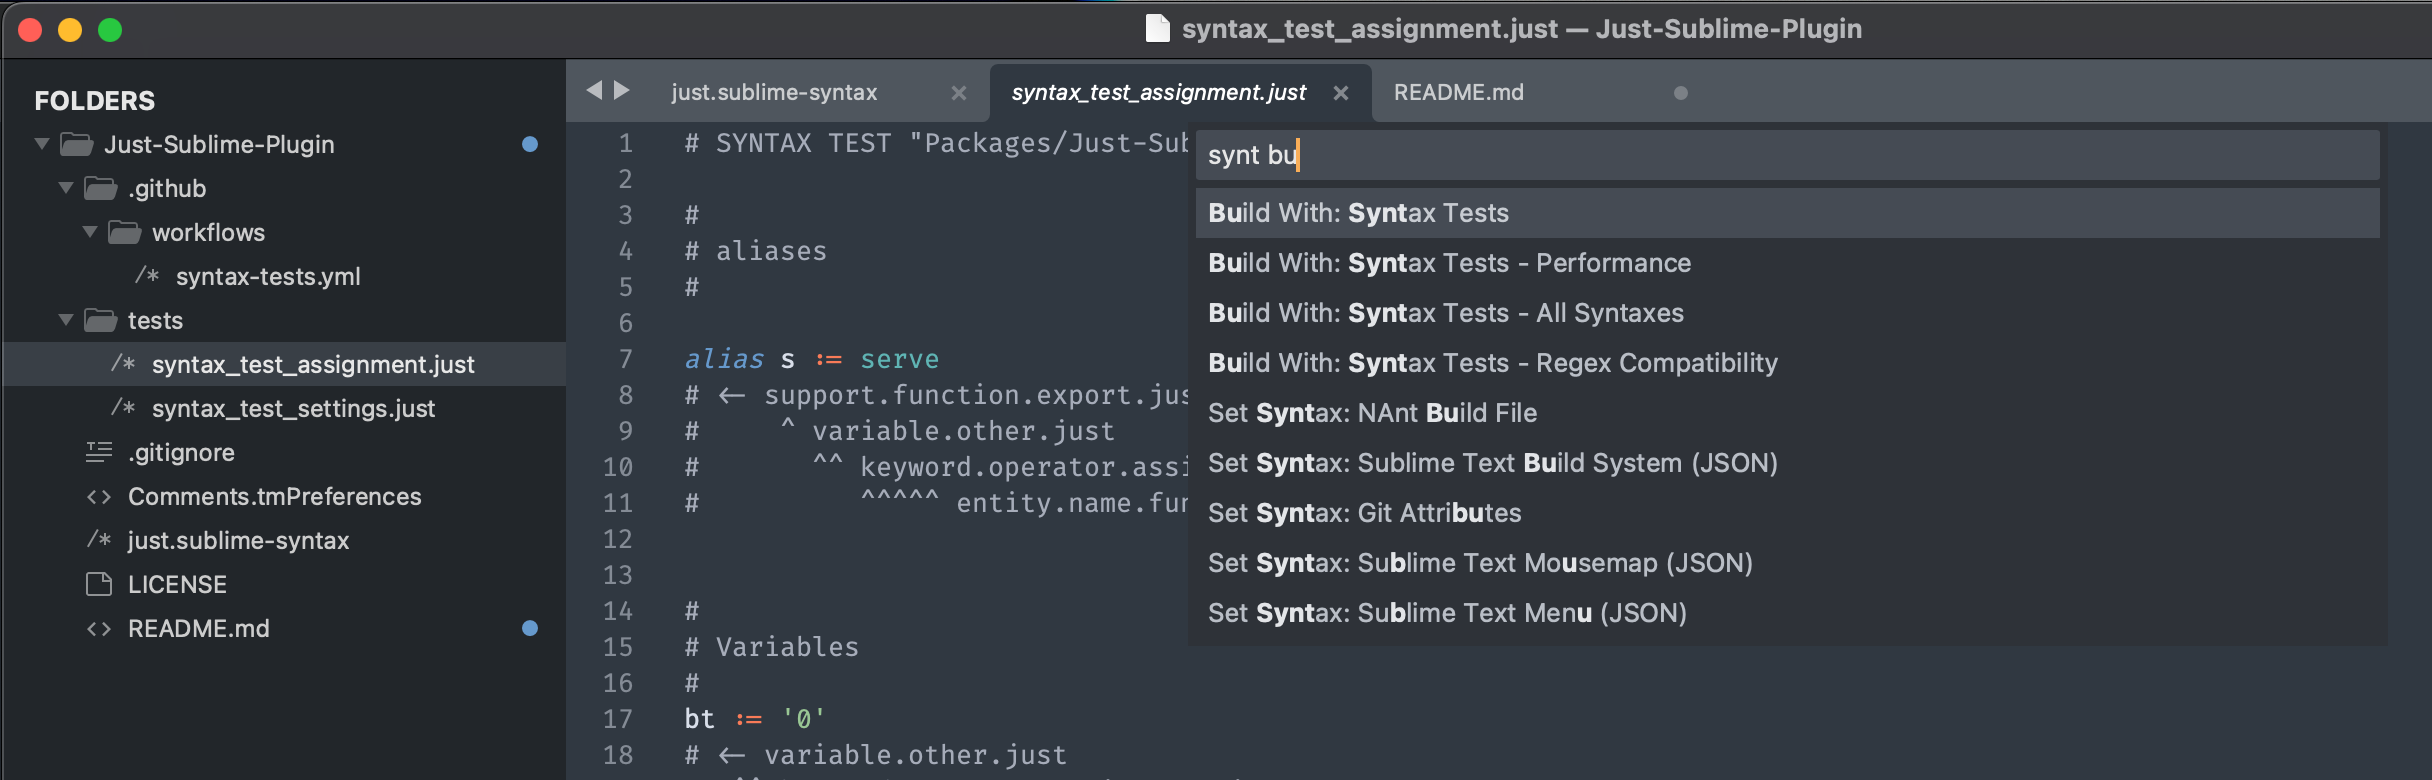 syntax_test_assignment.just — Just-Sublime-Plugin
FOLDERS
Just-Sublime-Plugin
.github
workflows
/* syntax-tests.yml
tests
/* syntax_test_assignment.just
/* syntax_test_settings.just
.gitignore
<> Comments.tmPreferences
/* just.sublime-syntax
LICENSE
<> README.md
just.sublime-syntax
syntax_test_assignment.just
README.md
1 # SYNTAX TEST "Packages/Just-Sub
2
3 #
4 # aliases
5 #
6
7 alias s := serve
8 # <- support.function.export.jus
9 #     ^ variable.other.just
10 #       ^^ keyword.operator.assi
11 #          ^^^^^ entity.name.fun
12
13
14 #
15 # Variables
16 #
17 bt := '0'
18 # <- variable.other.just
synt bu
Build With: Syntax Tests
Build With: Syntax Tests - Performance
Build With: Syntax Tests - All Syntaxes
Build With: Syntax Tests - Regex Compatibility
Set Syntax: NAnt Build File
Set Syntax: Sublime Text Build System (JSON)
Set Syntax: Git Attributes
Set Syntax: Sublime Text Mousemap (JSON)
Set Syntax: Sublime Text Menu (JSON)